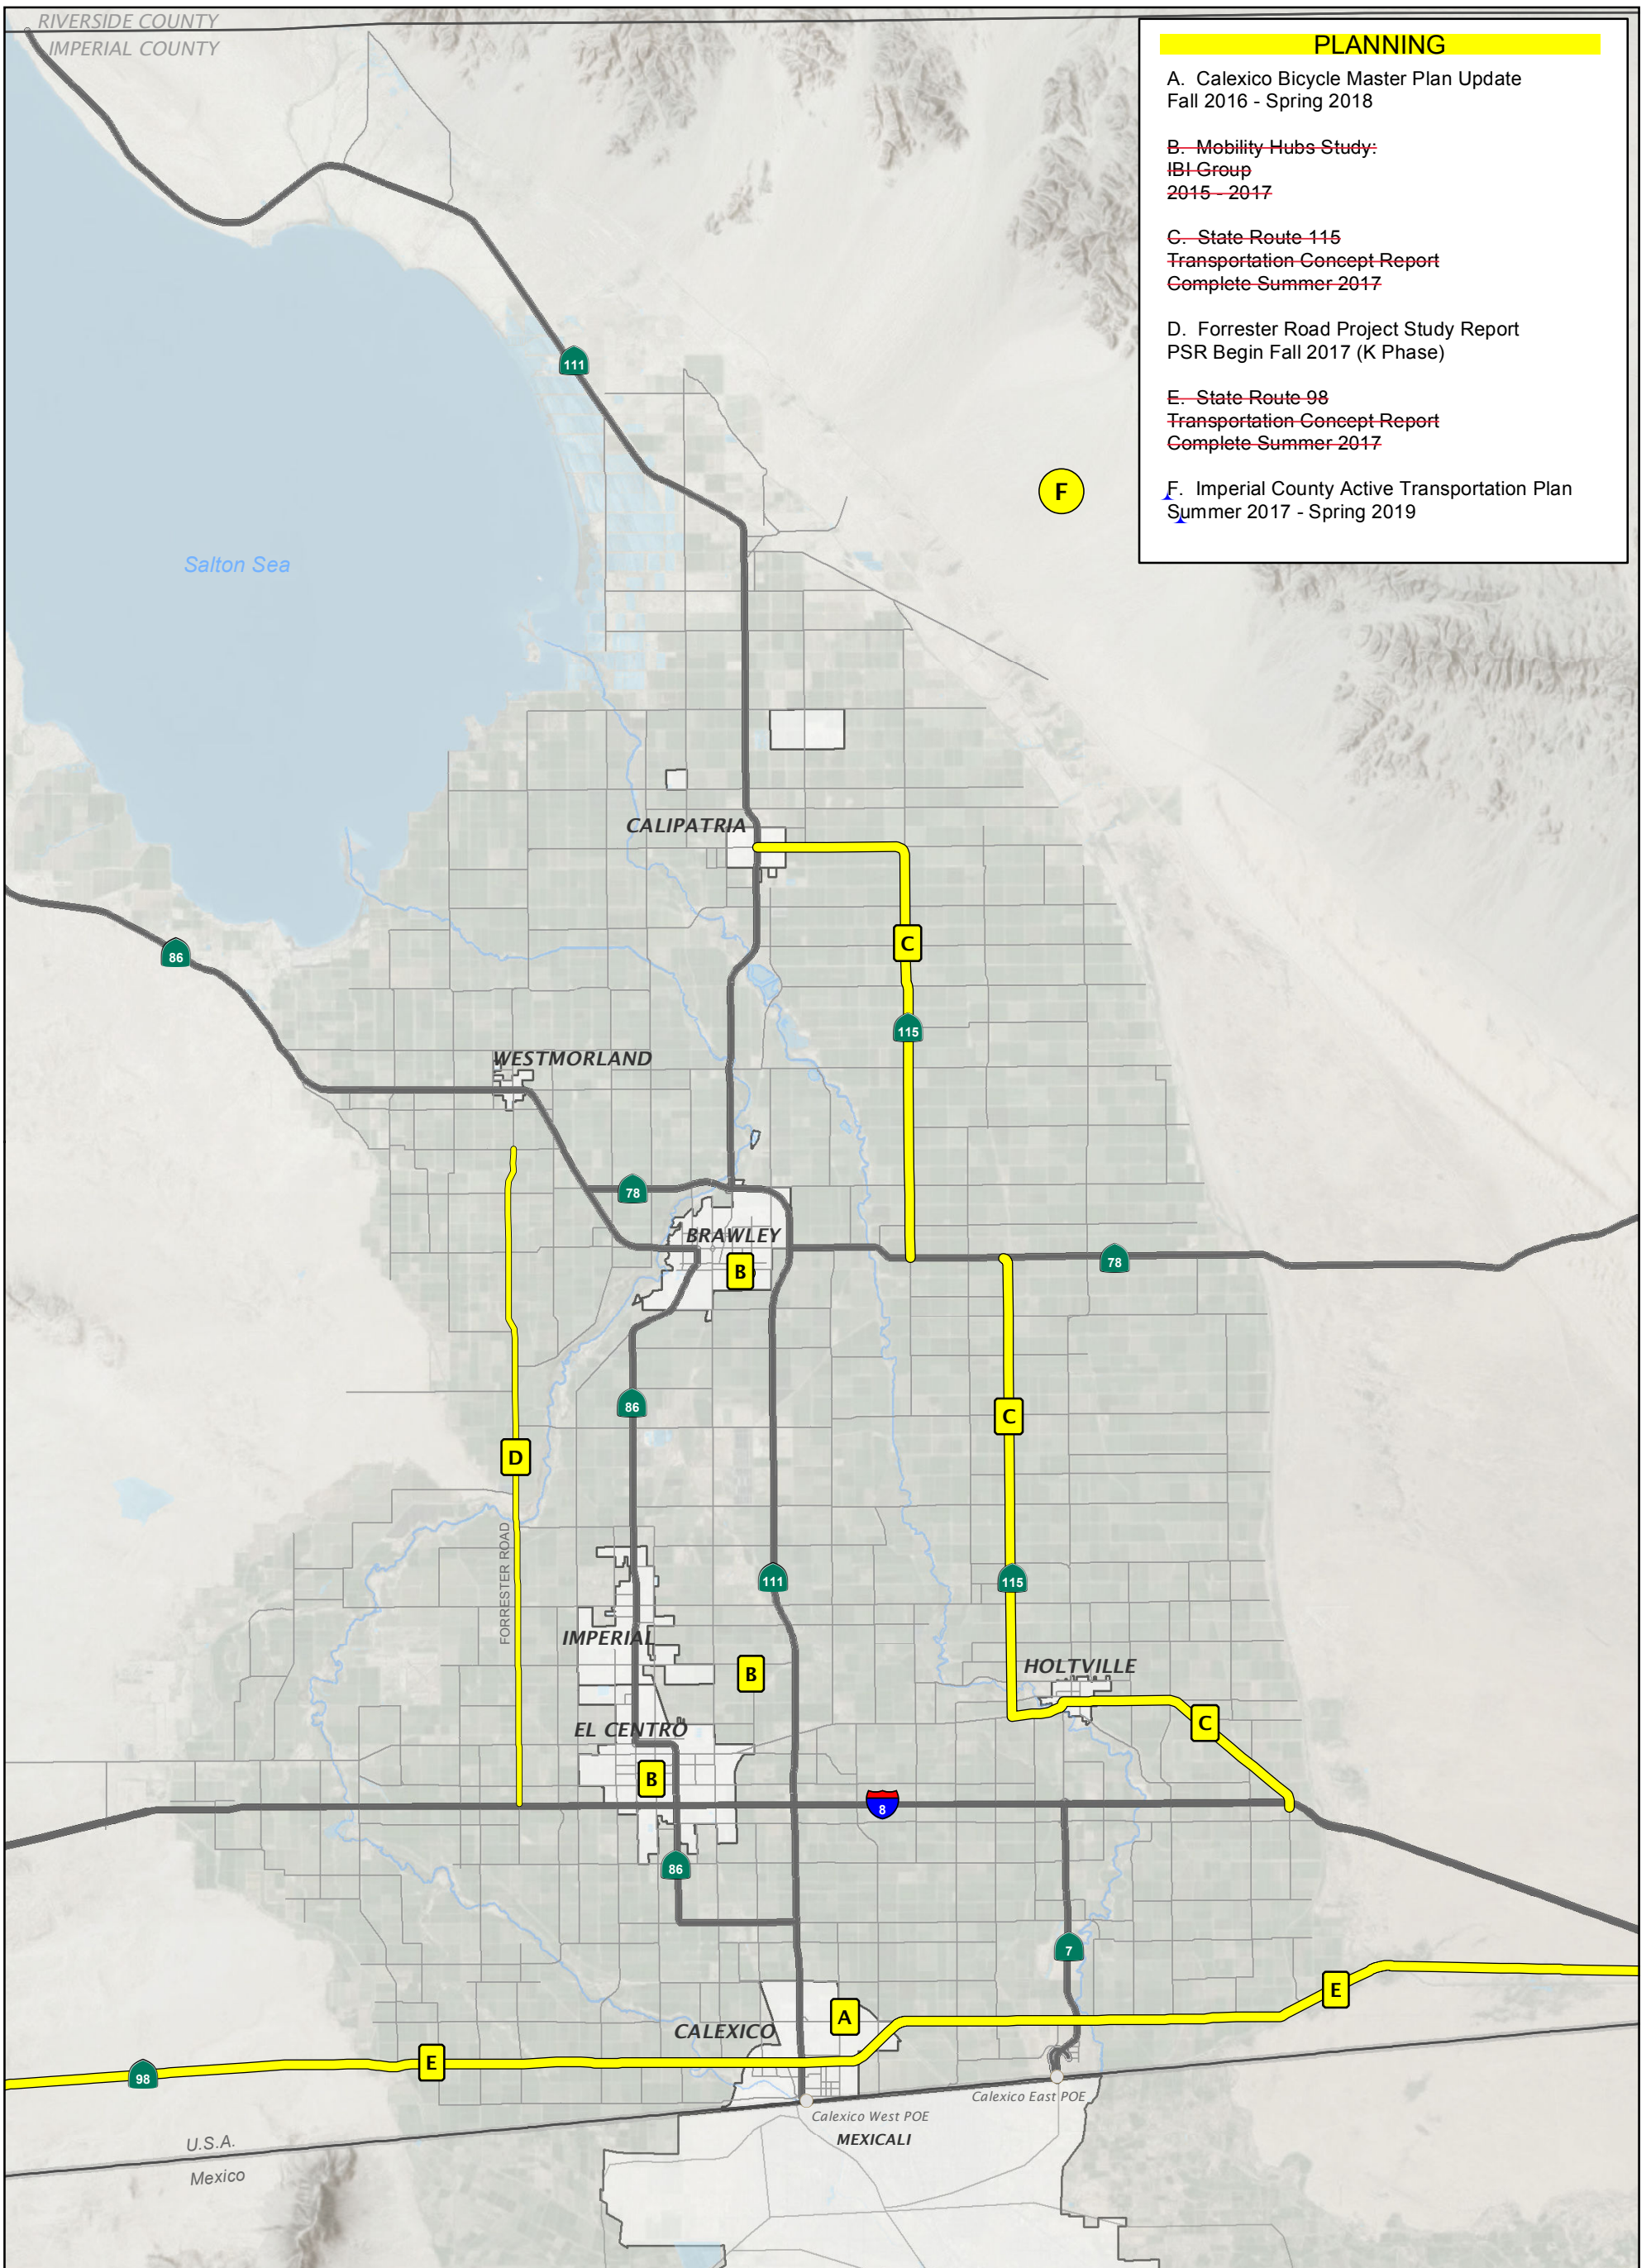 RIVERSIDE COUNTY
IMPERIAL COUNTY
PLANNING
A. Calexico Bicycle Master Plan Update
Fall 2016 - Spring 2018
B. Mobility Hubs Study:
IBI Group
2015 - 2017
C. State Route 115
Transportation Concept Report
Complete Summer 2017
D. Forrester Road Project Study Report
PSR Begin Fall 2017 (K Phase)
E. State Route 98
Transportation Concept Report
Complete Summer 2017
F. Imperial County Active Transportation Plan
Summer 2017 - Spring 2019
111
F
Salton Sea
CALIPATRIA
C
86
115
WESTMORLAND
78
BRAWLEY
B
78
86
C
D
FORRESTER ROAD
111
115
IMPERIAL
B
HOLTVILLE
EL CENTRO
C
B
8
86
7
E
A
CALEXICO
E
98
Calexico East POE
Calexico West POE
MEXICALI
U.S.A.
Mexico